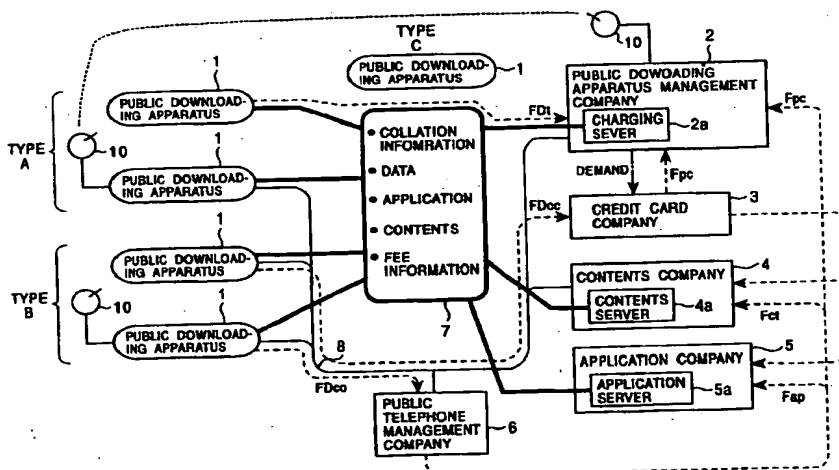 TYPE
C
10
2
1
PUBLIC DOWNLOAD-
ING APPARATUS
1
PUBLIC DOWNLOAD-
ING APPARATUS
FDt
PUBLIC DOWOADING
APPARATUS MANAGEMENT
COMPANY
CHARGING
SEVER
2a
Fpc
TYPE
A
10
1
PUBLIC DOWNLOAD-
ING APPARATUS
• COLLATION
INFOMRATION
• DATA
• APPLICATION
• CONTENTS
• FEE
INFORMATION
7
DEMAND
Fpc
FDcc
3
CREDIT CARD
COMPANY
TYPE
B
1
PUBLIC DOWNLOAD-
ING APPARATUS
10
1
PUBLIC DOWNLOAD-
ING APPARATUS
4
CONTENTS COMPANY
CONTENTS
SERVER
4a
Fct
8
FDco
5
APPLICATION COMPANY
APPLICATION
SERVER
5a
Fap
PUBLIC
TELEPHONE
MANAGEMENT
COMPANY
6